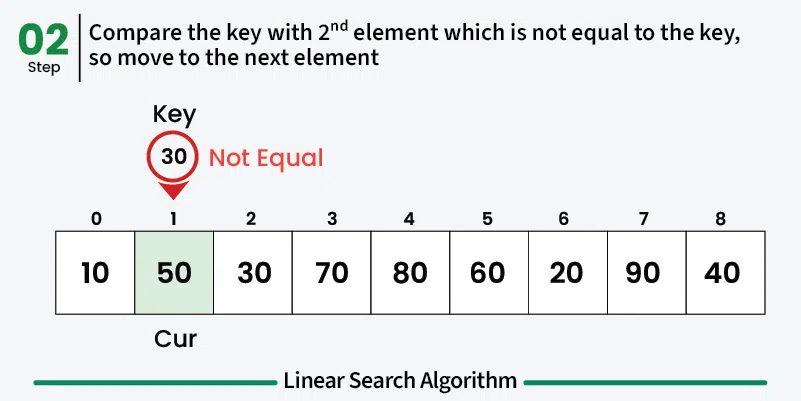 02
Step
Compare the key with 2nd element which is not equal to the key,
so move to the next element
Key
30
Not Equal
0 1 2 3 4 5 6 7 8
10 50 30 70 80 60 20 90 40
Cur
Linear Search Algorithm